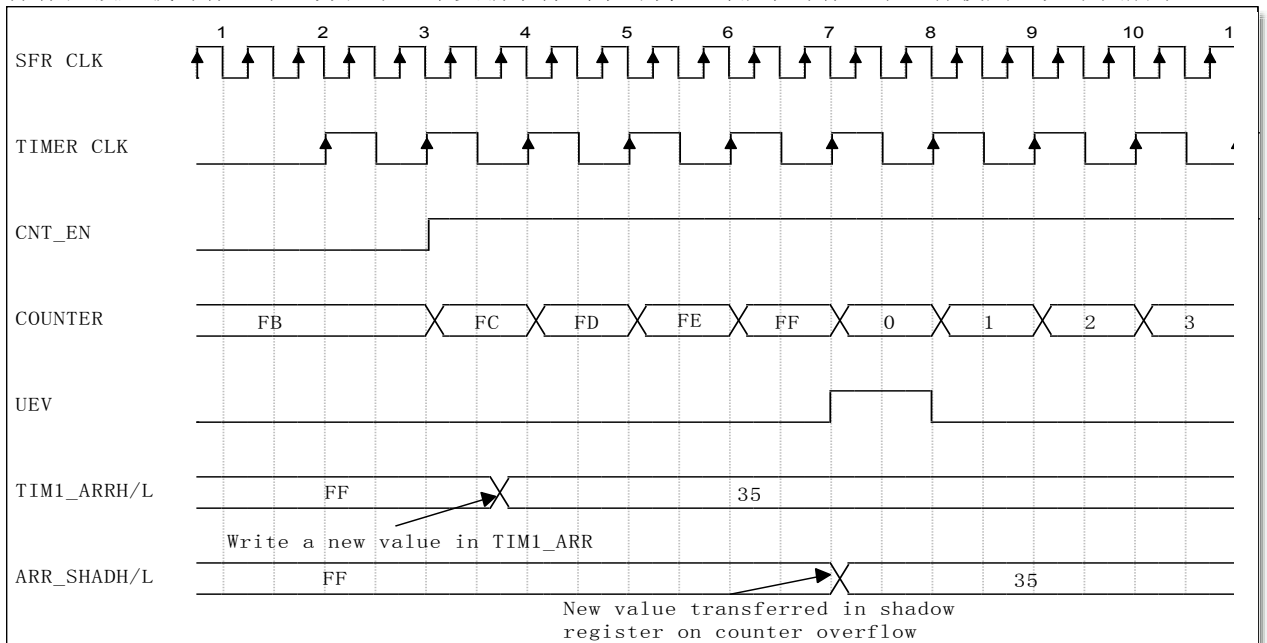 1 2 3 4 5 6 7 8 9 10 1
SFR CLK
TIMER CLK
CNT_EN
COUNTER FB FC FD FE FF 0 1 2 3
UEV
TIM1_ARRH/L FF 35
Write a new value in TIM1_ARR
ARR_SHADH/L FF 35
New value transferred in shadow
register on counter overflow